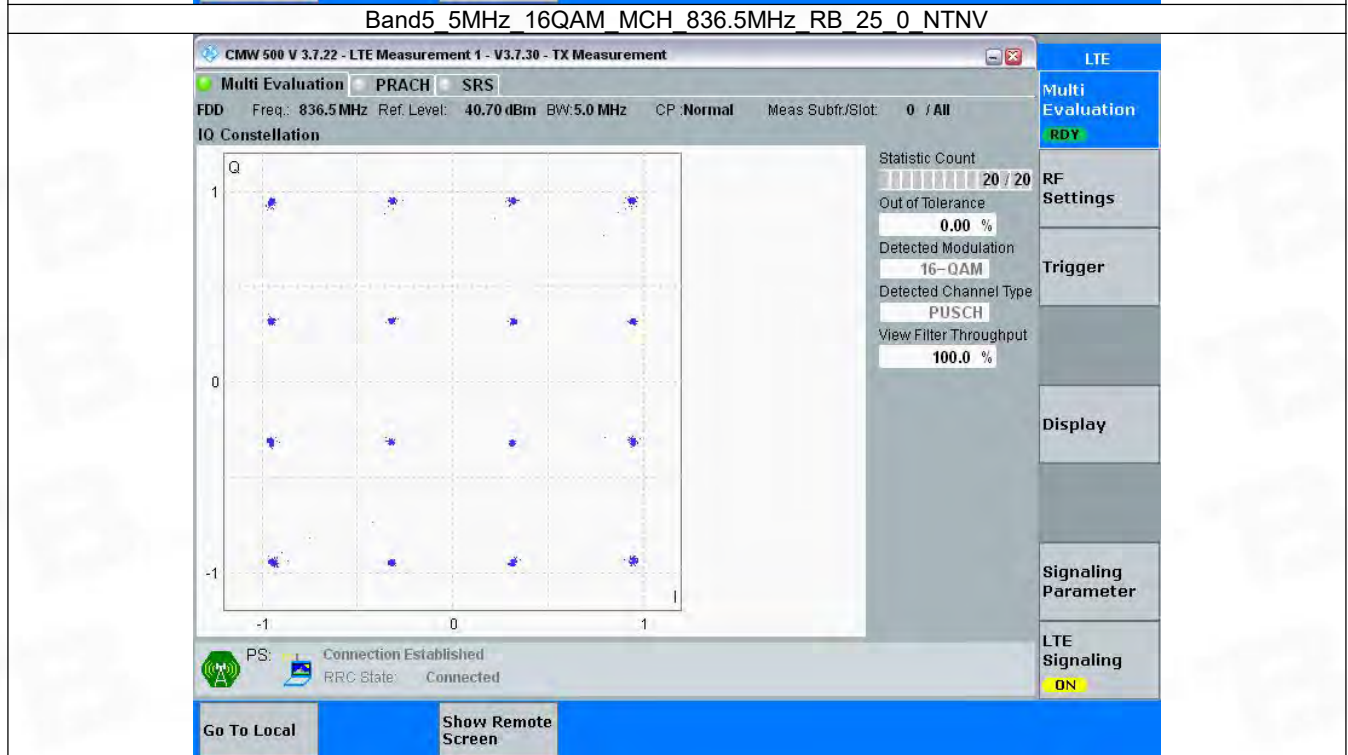 Band5_5MHz_16QAM_MCH_836.5MHz_RB_25_0_NTNV
CMW 500 V 3.7.22 - LTE Measurement 1 - V3.7.30 - TX Measurement
LTE
Multi Evaluation PRACH SRS
Multi
Evaluation
RDY
FDD Freq.: 836.5 MHz Ref. Level: 40.70 dBm BW:5.0 MHz CP :Normal Meas Subfr./Slot: 0 / All
IQ Constellation
Q
1
0
-1
-1 0 1
I
Statistic Count
20 / 20
Out of Tolerance
0.00 %
Detected Modulation
16-QAM
Detected Channel Type
PUSCH
View Filter Throughput
100.0 %
RF
Settings
Trigger
Display
Signaling
Parameter
LTE
Signaling
ON
PS: Connection Established
RRC State: Connected
Go To Local
Show Remote
Screen